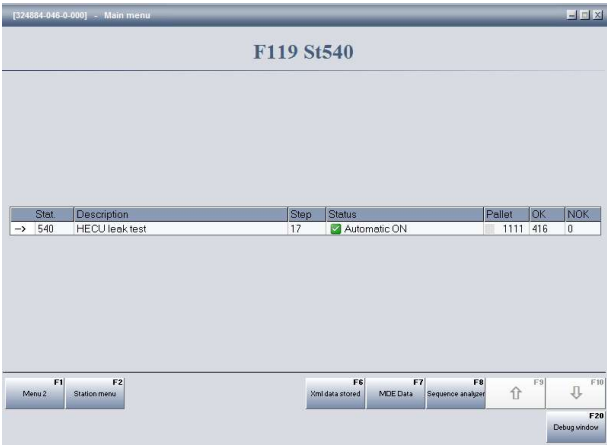 [324884-046-0-000] - Main menu
F119 St540
Stat. Description Step Status Pallet OK NOK
–> 540 HECU leak test 17 Automatic ON 1111 416 0
F1 F2 F6 F7 F8 F9 F10
Menu 2 Station menu Xml data stored MDE Data Sequence analyzer
F20
Debug window